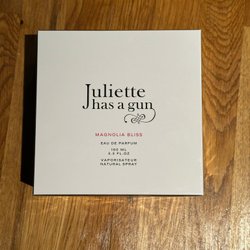 Juliette
has a gun
MAGNOLIA BLISS
EAU DE PARFUM
100 ML
3.3 FL.OZ
VAPORISATEUR
NATURAL SPRAY